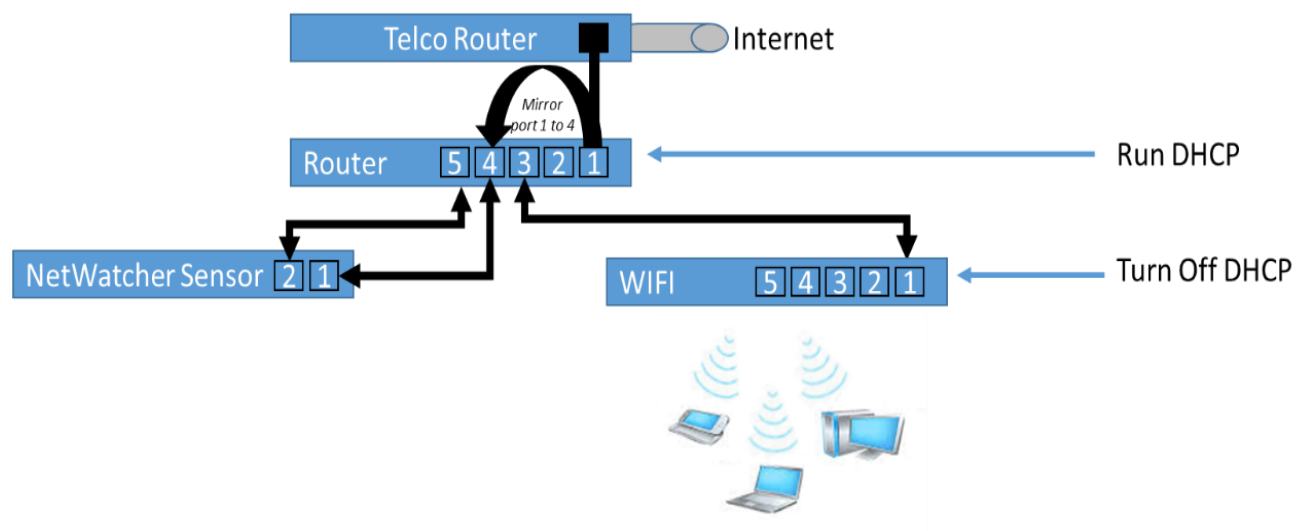 Telco Router
Internet
Mirror
port 1 to 4
Router 5 4 3 2 1
Run DHCP
NetWatcher Sensor 2 1
WIFI 5 4 3 2 1
Turn Off DHCP